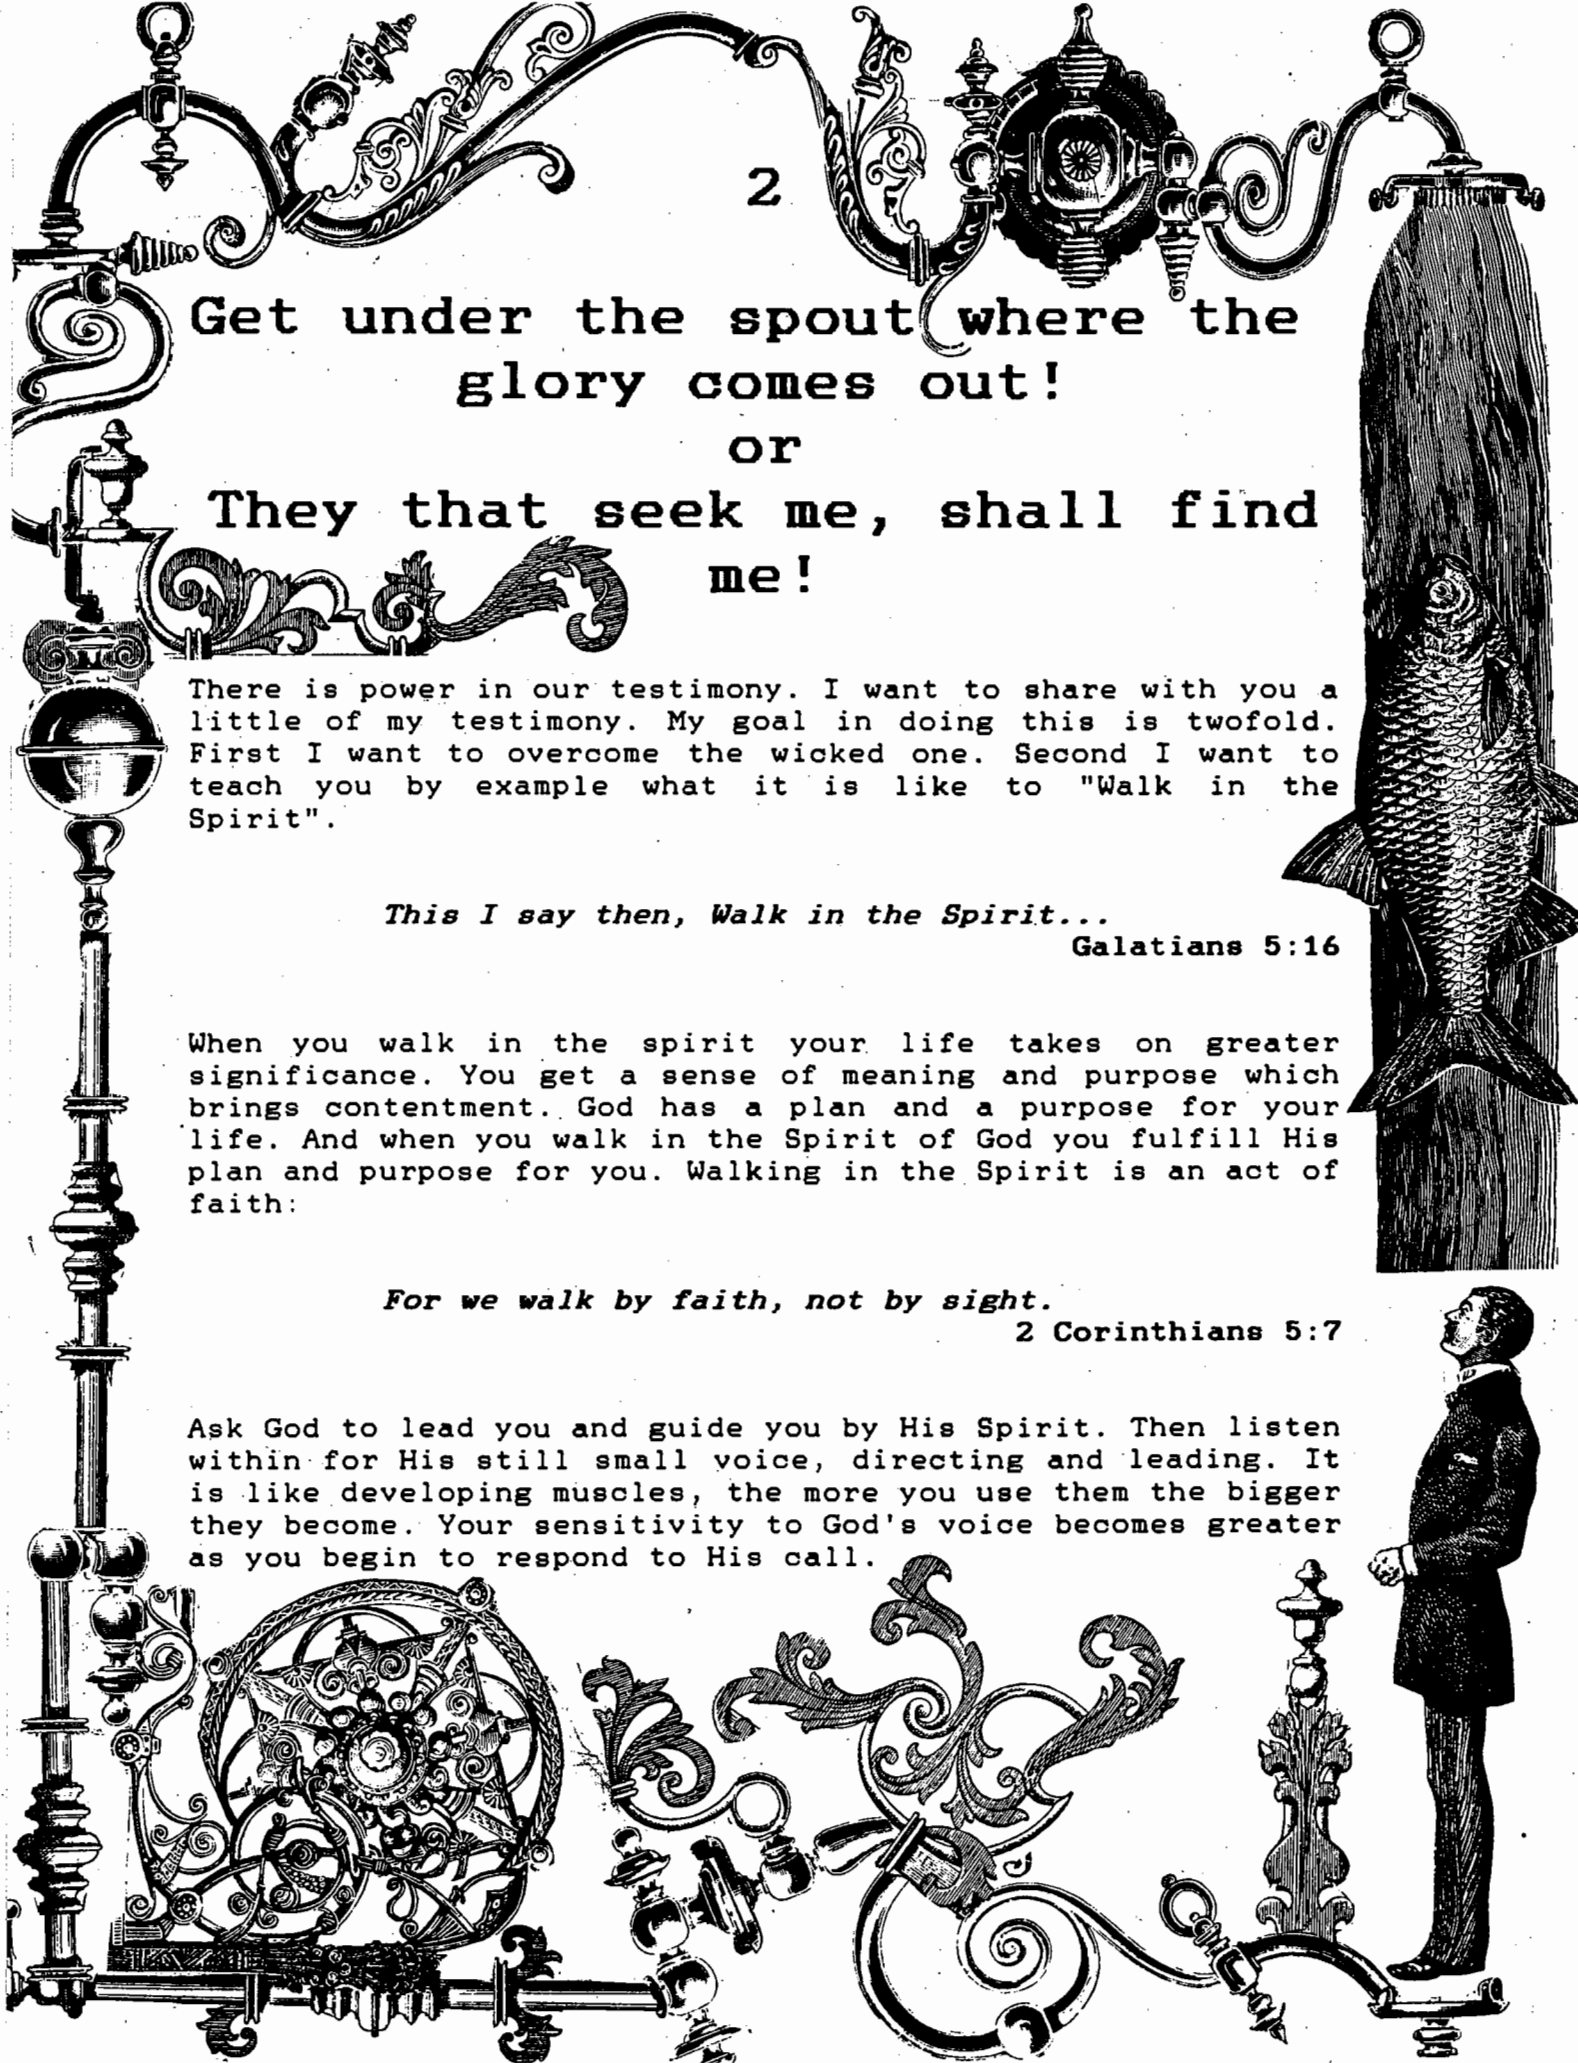 2
Get under the spout where the
glory comes out!
or
They that seek me, shall find
me!
There is power in our testimony. I want to share with you a
little of my testimony. My goal in doing this is twofold.
First I want to overcome the wicked one. Second I want to
teach you by example what it is like to "Walk in the
Spirit".
This I say then, Walk in the Spirit...
Galatians 5:16
When you walk in the spirit your life takes on greater
significance. You get a sense of meaning and purpose which
brings contentment. God has a plan and a purpose for your
life. And when you walk in the Spirit of God you fulfill His
plan and purpose for you. Walking in the Spirit is an act of
faith:
For we walk by faith, not by sight.
2 Corinthians 5:7
Ask God to lead you and guide you by His Spirit. Then listen
within for His still small voice, directing and leading. It
is like developing muscles, the more you use them the bigger
they become. Your sensitivity to God's voice becomes greater
as you begin to respond to His call.